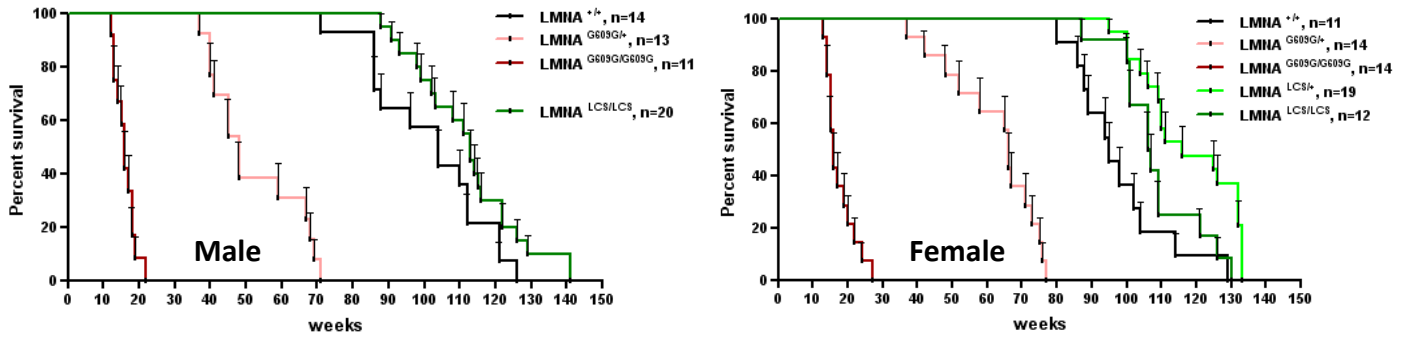 Percent survival
100
80
60
40
20
0
0 10 20 30 40 50 60 70 80 90 100 110 120 130 140 150
weeks
Male
LMNA +/+, n=14
LMNA G609G/+, n=13
LMNA G609G/G609G, n=11
LMNA LCS/LCS, n=20
Percent survival
100
80
60
40
20
0
0 10 20 30 40 50 60 70 80 90 100 110 120 130 140 150
weeks
Female
LMNA +/+, n=11
LMNA G609G/+, n=14
LMNA G609G/G609G, n=14
LMNA LCS/+, n=19
LMNA LCS/LCS, n=12